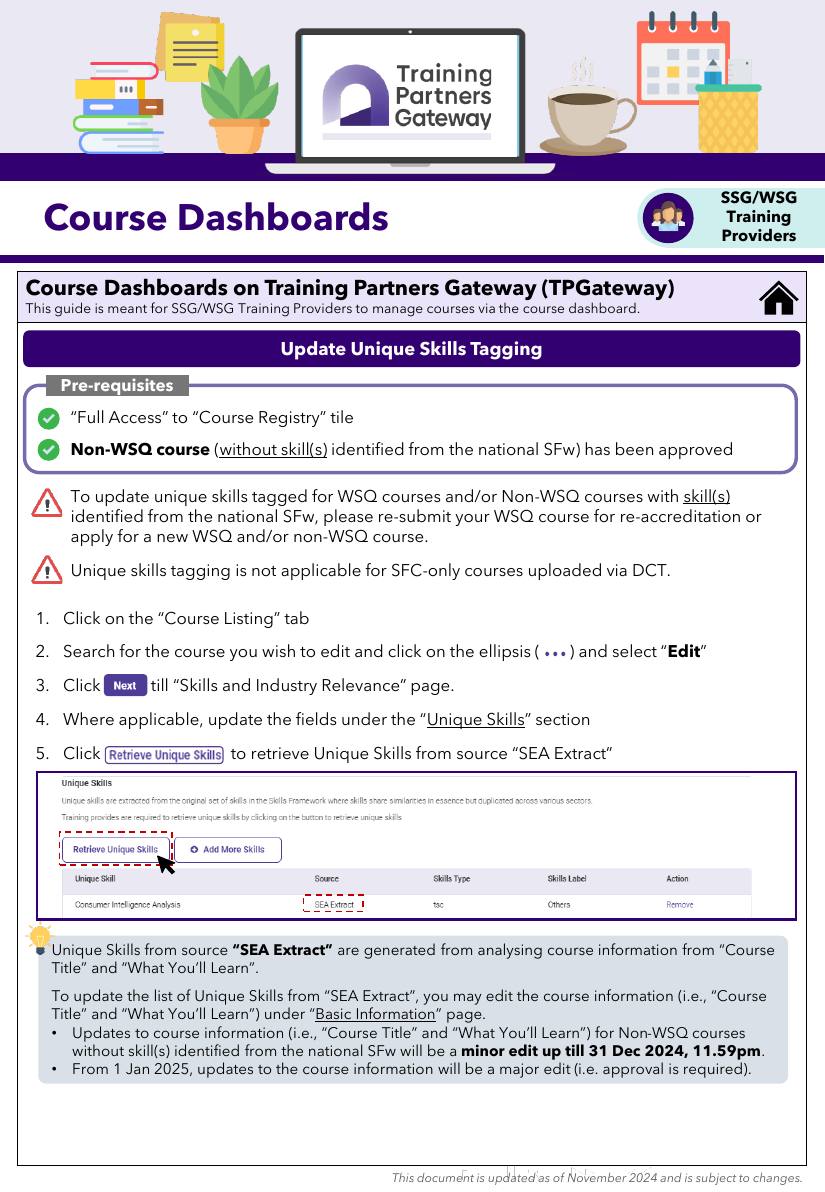 Training
Partners
Gateway
Course Dashboards
SSG/WSG
Training
Providers
Course Dashboards on Training Partners Gateway (TPGateway)
This guide is meant for SSG/WSG Training Providers to manage courses via the course dashboard.
Update Unique Skills Tagging
Pre-requisites
“Full Access” to “Course Registry” tile
Non-WSQ course (without skill(s) identified from the national SFw) has been approved
To update unique skills tagged for WSQ courses and/or Non-WSQ courses with skill(s)
identified from the national SFw, please re-submit your WSQ course for re-accreditation or
apply for a new WSQ and/or non-WSQ course.
Unique skills tagging is not applicable for SFC-only courses uploaded via DCT.
1. Click on the “Course Listing” tab
2. Search for the course you wish to edit and click on the ellipsis ( ••• ) and select “Edit”
3. Click Next till “Skills and Industry Relevance” page.
4. Where applicable, update the fields under the “Unique Skills” section
5. Click Retrieve Unique Skills to retrieve Unique Skills from source “SEA Extract”
Unique Skills
Unique skills are extracted from the original set of skills in the Skills Framework where skills share similarities in essence but duplicated across various sectors.
Training provides are required to retrieve unique skills by clicking on the button to retrieve unique skills
Retrieve Unique Skills Add More Skills
Unique Skill Source Skills Type Skills Label Action
Consumer Intelligence Analysis SEA Extract tsc Others Remove
Unique Skills from source “SEA Extract” are generated from analysing course information from “Course
Title” and “What You’ll Learn”.
To update the list of Unique Skills from “SEA Extract”, you may edit the course information (i.e., “Course
Title” and “What You’ll Learn”) under “Basic Information” page.
• Updates to course information (i.e., “Course Title” and “What You’ll Learn”) for Non-WSQ courses
without skill(s) identified from the national SFw will be a minor edit up till 31 Dec 2024, 11.59pm.
• From 1 Jan 2025, updates to the course information will be a major edit (i.e. approval is required).
This document is updated as of November 2024 and is subject to changes.